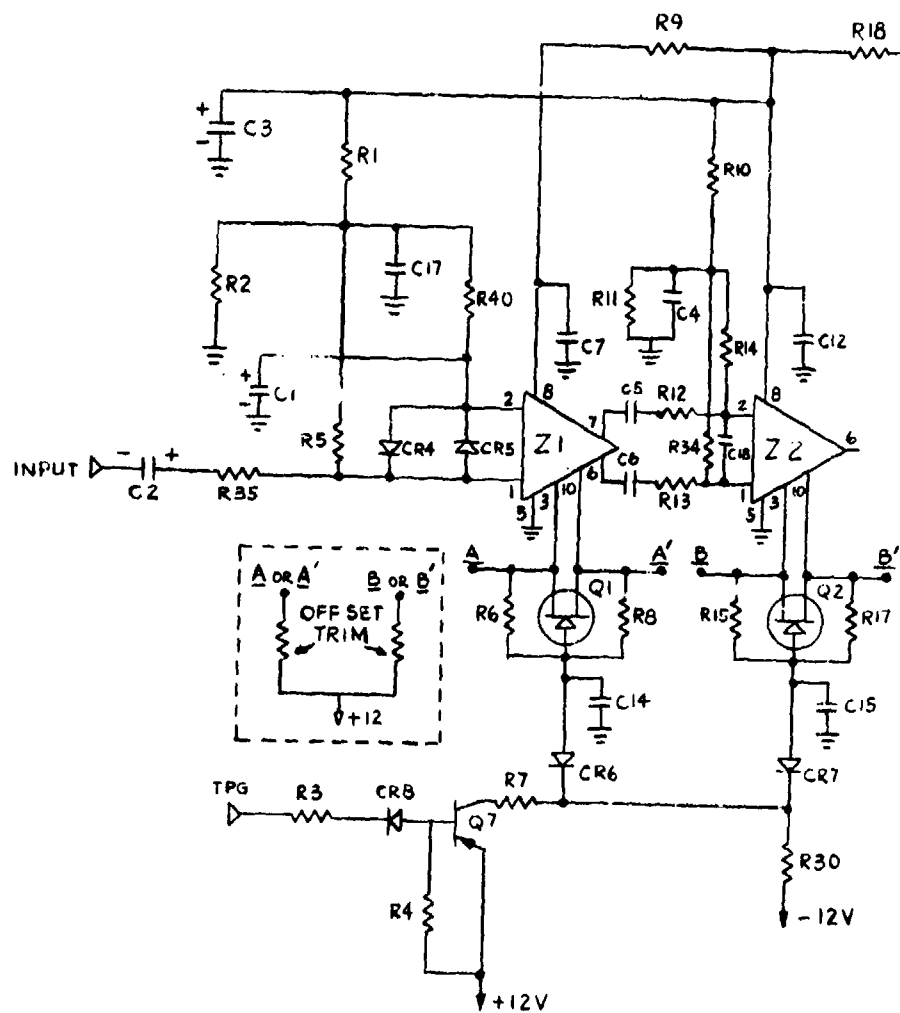 R9
R18
+
-
C3
R1
R10
R2
C17
R40
R11
C4
C7
R14
C12
+
-
C1
8
8
2
C5
R12
2
7
R5
CR4
CR5
Z1
R34
C18
Z2
6
INPUT
-
+
C6
6
C2
R35
1
3
10
R13
1
3
10
5
5
A
A'
B
B'
Q1
Q2
A OR A'
B OR B'
R6
R8
R15
R17
OFFSET
TRIM
+12
C14
C15
TPG
R3
CR8
R7
CR6
CR7
Q7
R30
R4
-12V
+12V